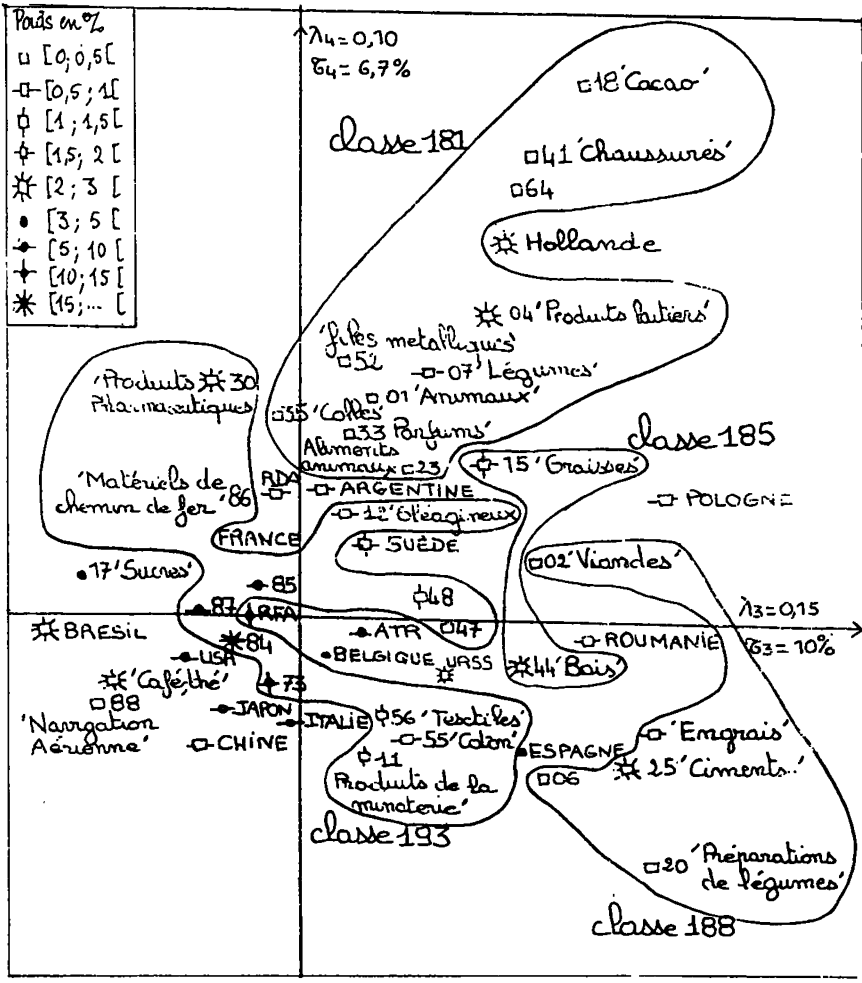 Poids en %
[0; 0,5[
[0,5; 1[
[1; 1,5[
[1,5; 2[
[2; 3[
[3; 5[
[5; 10[
[10; 15[
[15; ... [
λ4 = 0,10
τ4 = 6,7%
18 'Cacao'
classe 181
41 'Chaussures'
64
Hollande
04 'Produits laitiers'
'files metalliques'
52
07 'Légumes'
'Produits 30
Pharmaceutiques'
01 'Animaux'
35 'Colles'
33 Parfums'
classe 185
Aliments
animaux 23
15 'Graisses'
'Matériels de
chemin de fer' 86
RDA
ARGENTINE
POLOGNE
12 'Oléagineux'
FRANCE
SUÈDE
02 'Viandes'
17 'Sucres'
85
48
87
RFA
λ3 = 0,15
BRESIL
84
ATR
47
ROUMANIE
τ3 = 10%
USA
BELGIQUE
URSS
44 'Bois'
'Café thé'
73
88
JAPON
ITALIE
56 'Textiles'
'Engrais'
'Navigation
Aérienne'
CHINE
55 'Coton'
ESPAGNE
11
25 'Ciments..'
Produits de la
minoterie'
06
classe 193
20 'Préparations
de légumes'
classe 188